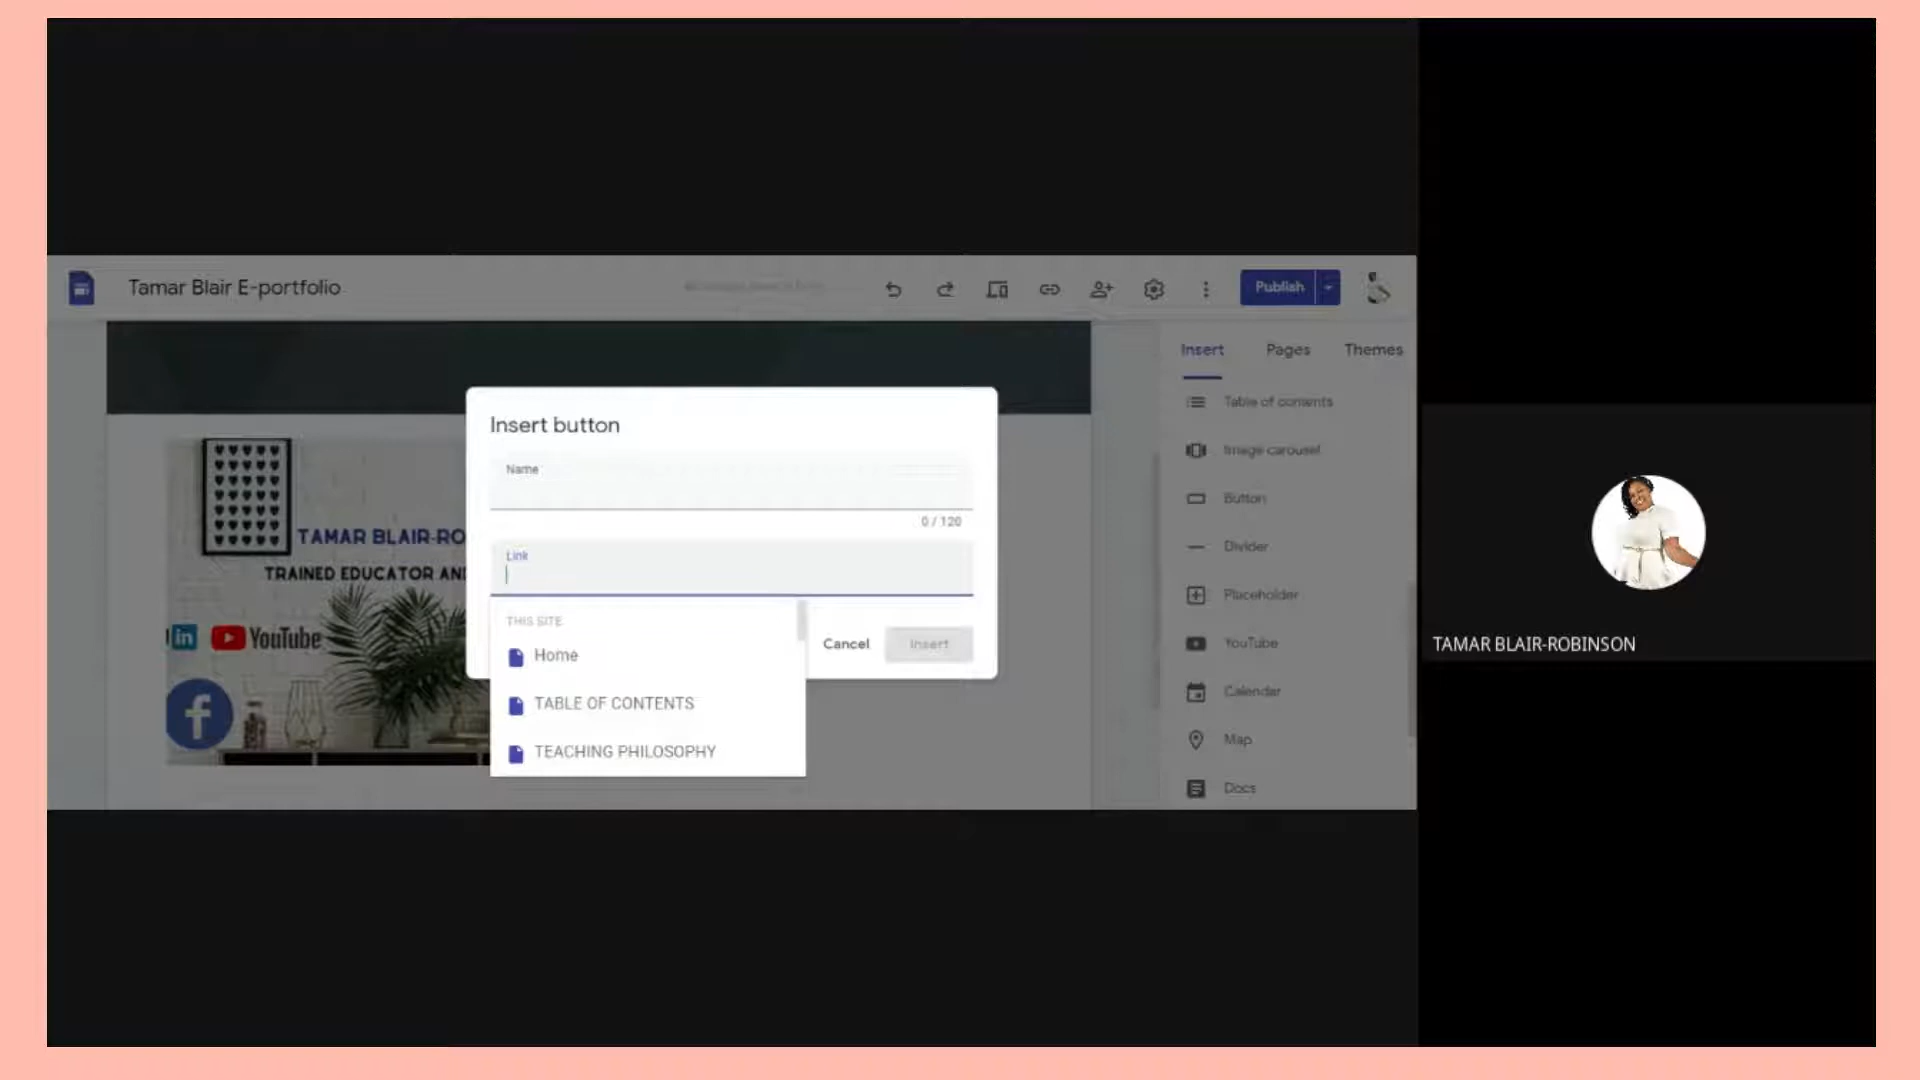 Tamar Blair E-portfolio
Publish
Insert
Pages
Themes
Table of contents
Image carousel
Button
Divider
Placeholder
YouTube
Calendar
Map
Docs
TAMAR BLAIR-RO
TRAINED EDUCATOR AN
in
YouTube
f
Insert button
Name
0 / 120
Link
THIS SITE
Home
TABLE OF CONTENTS
TEACHING PHILOSOPHY
Cancel
Insert
TAMAR BLAIR-ROBINSON